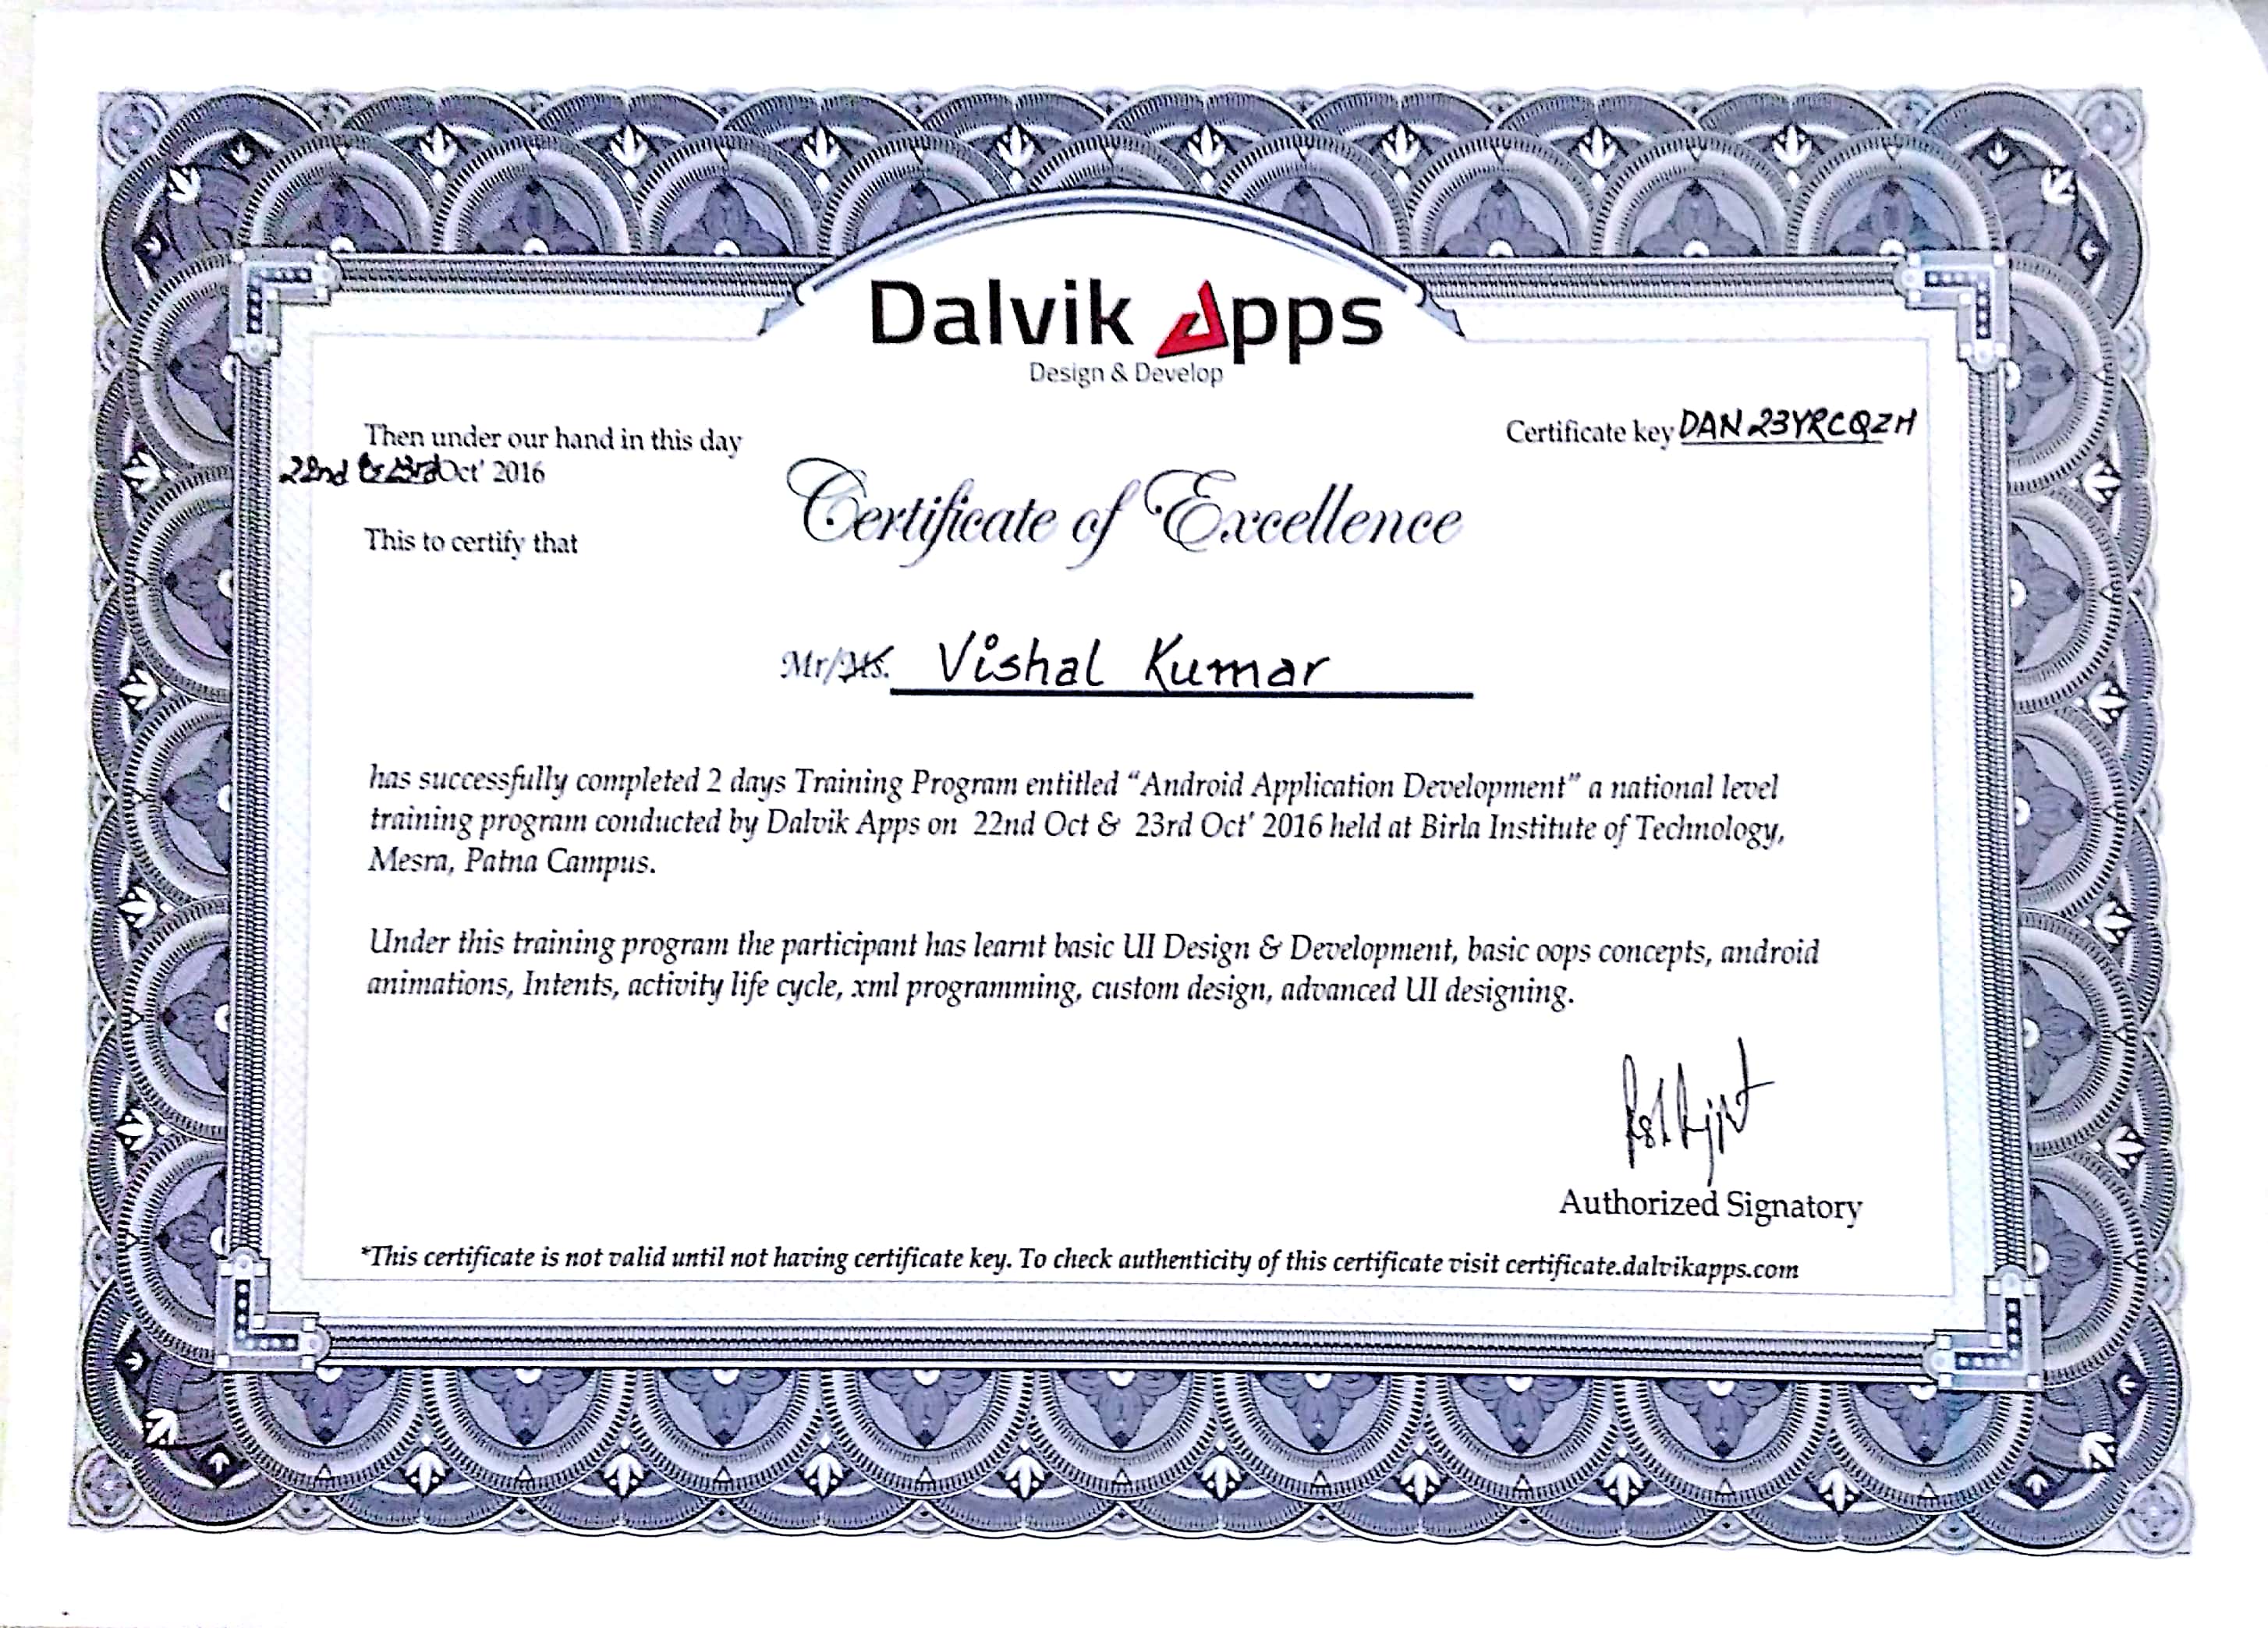 Dalvik Apps
Design & Develop
Then under our hand in this day
Certificate key DAN23YRCQZH
22nd & 23rd Oct' 2016
Certificate of Excellence
This to certify that
Mr/Ms. Vishal Kumar
has successfully completed 2 days Training Program entitled “Android Application Development” a national level
training program conducted by Dalvik Apps on 22nd Oct & 23rd Oct' 2016 held at Birla Institute of Technology,
Mesra, Patna Campus.
Under this training program the participant has learnt basic UI Design & Development, basic oops concepts, android
animations, Intents, activity life cycle, xml programming, custom design, advanced UI designing.
Authorized Signatory
*This certificate is not valid until not having certificate key. To check authenticity of this certificate visit certificate.dalvikapps.com